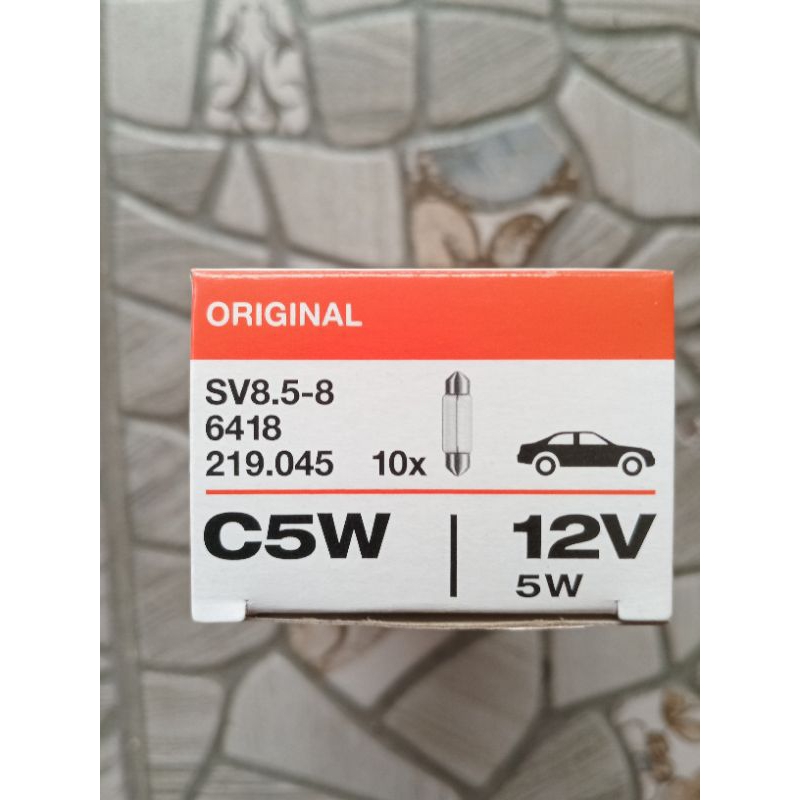 ORIGINAL
SV8.5-8
6418
219.045 10x
C5W | 12V
5W